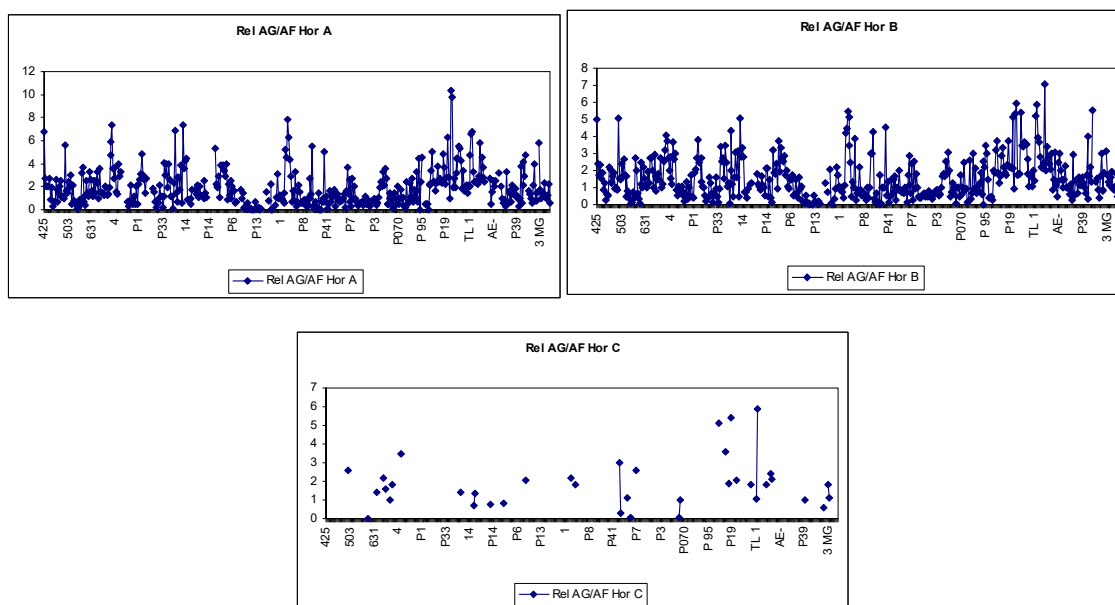 Rel AG/AF Hor A
12
10
8
6
4
2
0
425
503
631
4
P1
P33
14
P14
P6
P13
1
P8
P41
P7
P3
P070
P 95
P19
TL 1
AE-
P39
3 MG
Rel AG/AF Hor A
Rel AG/AF Hor B
8
7
6
5
4
3
2
1
0
425
503
631
4
P1
P33
14
P14
P6
P13
1
P8
P41
P7
P3
P070
P 95
P19
TL 1
AE-
P39
3 MG
Rel AG/AF Hor B
Rel AG/AF Hor C
7
6
5
4
3
2
1
0
425
503
631
4
P1
P33
14
P14
P6
P13
1
P8
P41
P7
P3
P070
P 95
P19
TL 1
AE-
P39
3 MG
Rel AG/AF Hor C